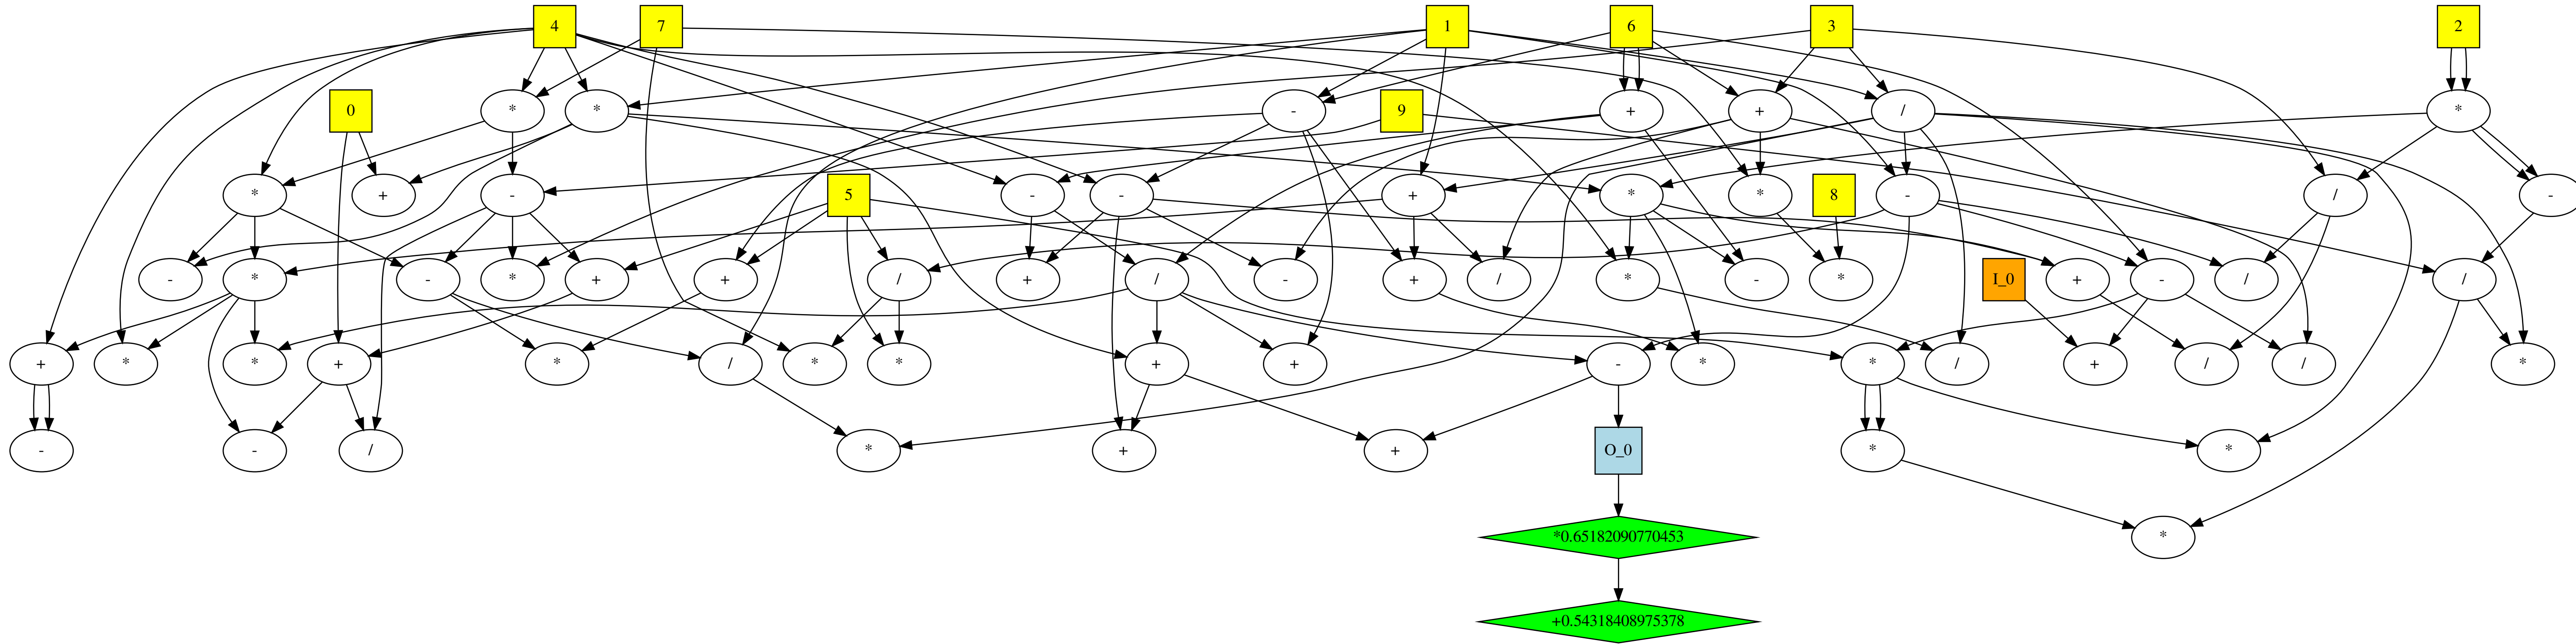 4 7 1 6 3 2
0 * * - 9 + + / *
* + - 5 - - + * * 8 - / -
- * - * + + / + / - + / * - * I_0 + - / /
+ * * + * / * * + + - * * / + / / *
- - / * + + O_0 * *
*0.65182090770453 *
+0.54318408975378